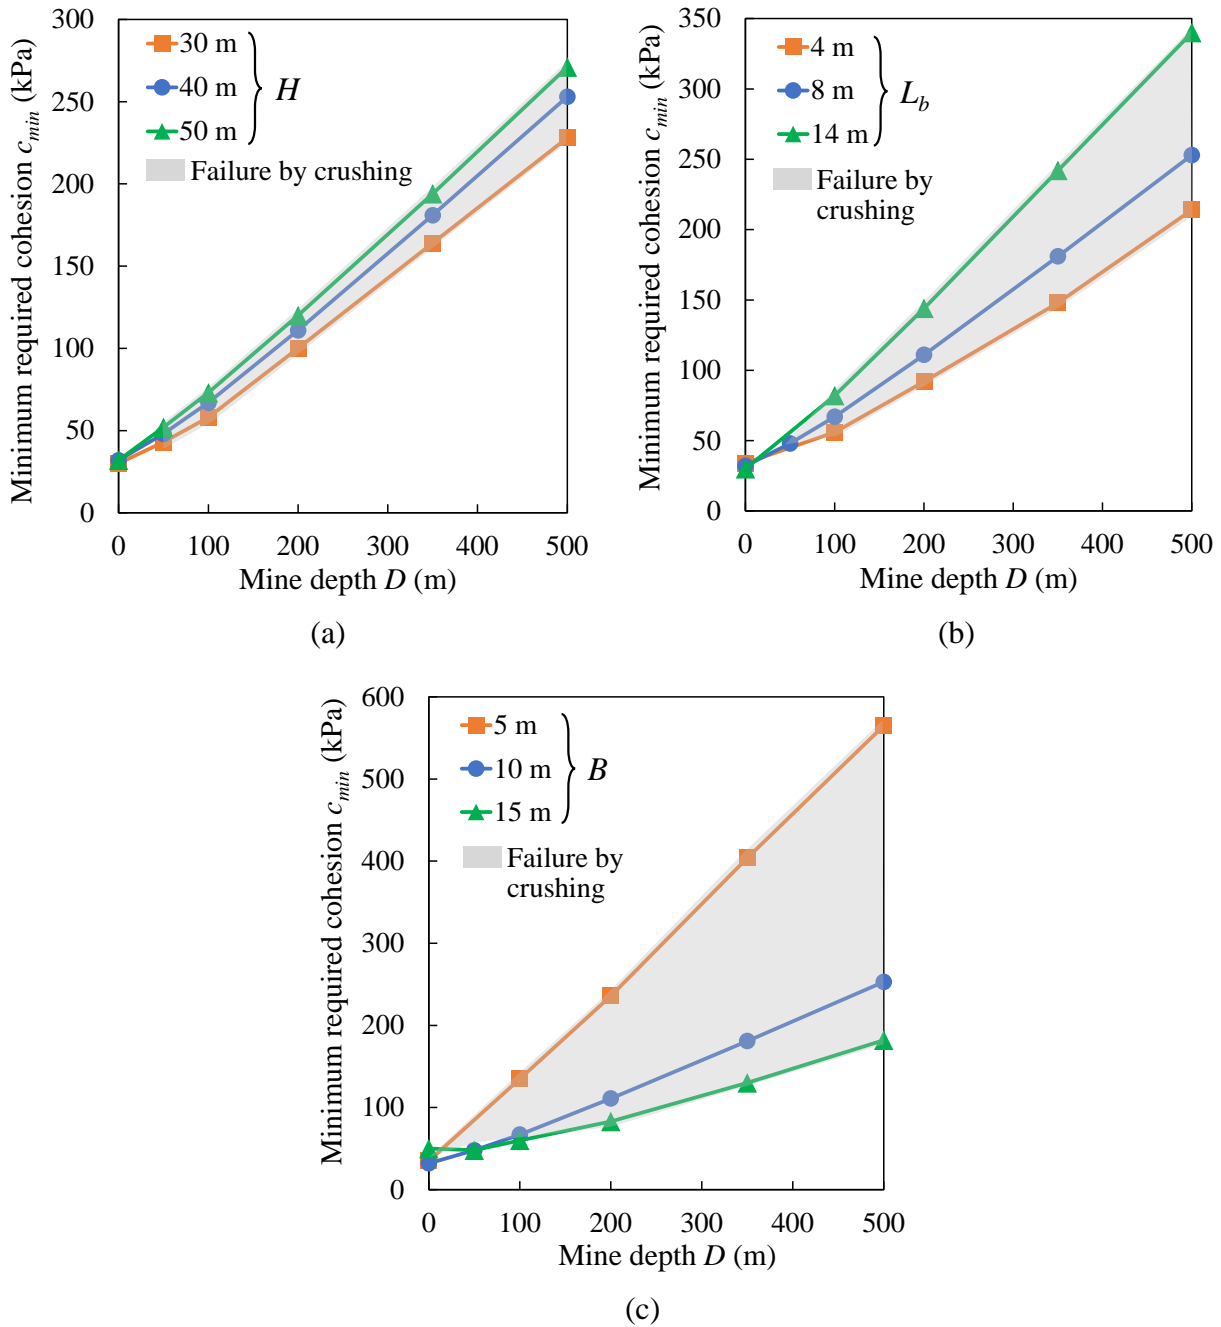 Minimum required cohesion c_min (kPa)
300
250
200
150
100
50
0
30 m
40 m
50 m
H
Failure by crushing
0 100 200 300 400 500
Mine depth D (m)
(a)
Minimum required cohesion c_min (kPa)
350
300
250
200
150
100
50
0
4 m
8 m
14 m
L_b
Failure by
crushing
0 100 200 300 400 500
Mine depth D (m)
(b)
Minimum required cohesion c_min (kPa)
600
500
400
300
200
100
0
5 m
10 m
15 m
B
Failure by
crushing
0 100 200 300 400 500
Mine depth D (m)
(c)